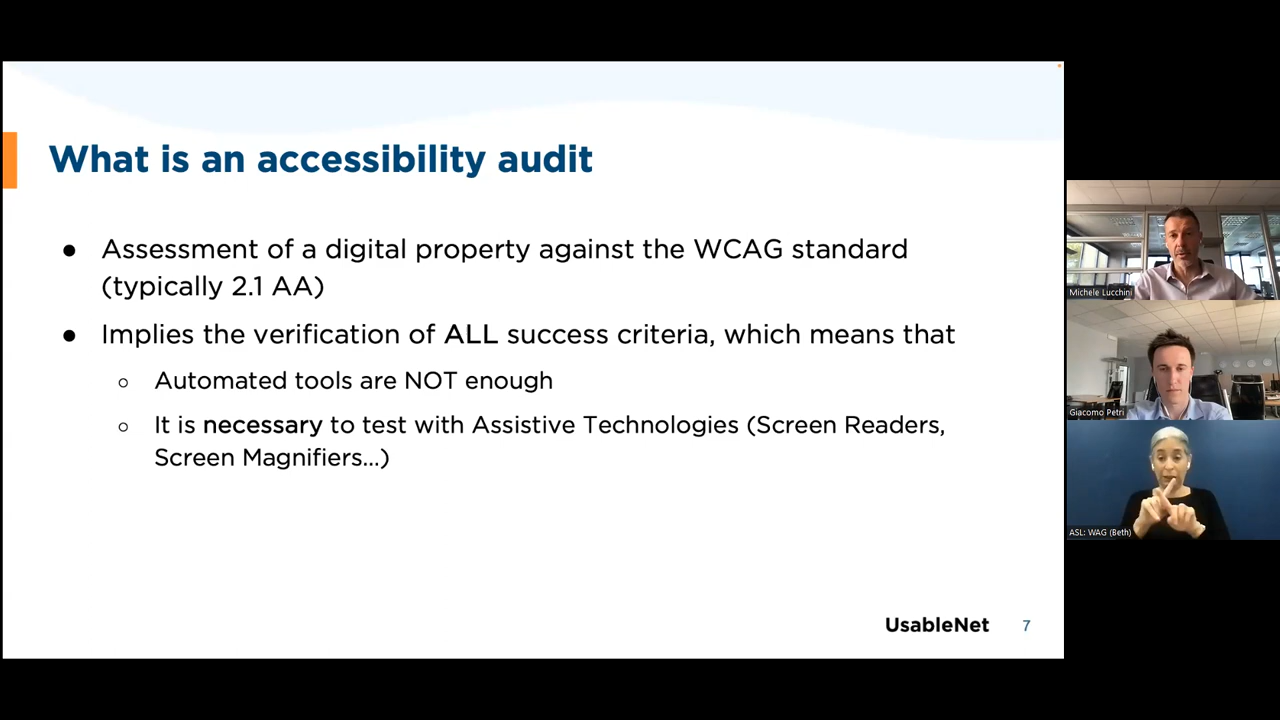 What is an accessibility audit
● Assessment of a digital property against the WCAG standard
(typically 2.1 AA)
● Implies the verification of ALL success criteria, which means that
○ Automated tools are NOT enough
○ It is necessary to test with Assistive Technologies (Screen Readers,
Screen Magnifiers...)
UsableNet 7
Michele Lucchini
Giacomo Petri
ASL: WAG (Beth)